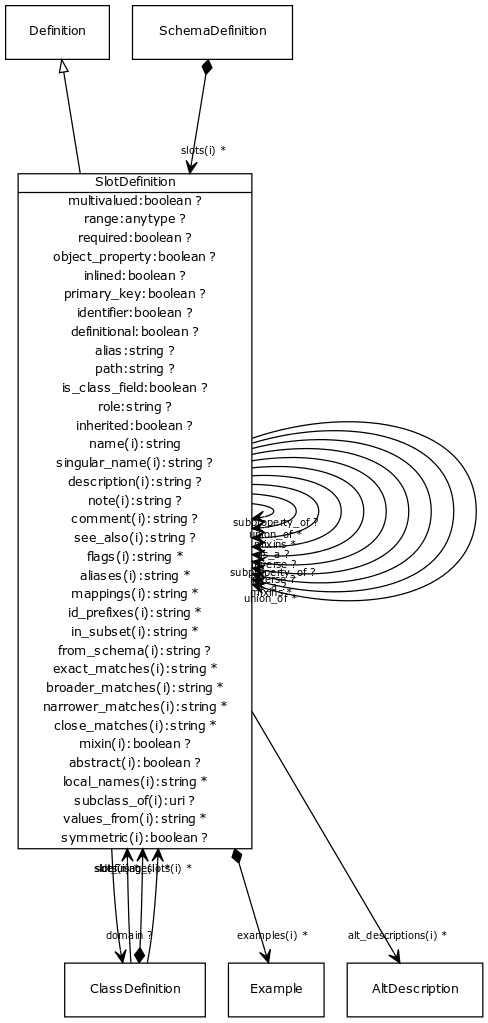 Definition
SchemaDefinition
slots(i) *
SlotDefinition
multivalued:boolean ?
range:anytype ?
required:boolean ?
object_property:boolean ?
inlined:boolean ?
primary_key:boolean ?
identifier:boolean ?
definitional:boolean ?
alias:string ?
path:string ?
is_class_field:boolean ?
role:string ?
inherited:boolean ?
name(i):string
singular_name(i):string ?
description(i):string ?
note(i):string ?
comment(i):string ?
see_also(i):string ?
flags(i):string *
aliases(i):string *
mappings(i):string *
id_prefixes(i):string *
in_subset(i):string *
from_schema(i):string ?
exact_matches(i):string *
broader_matches(i):string *
narrower_matches(i):string *
close_matches(i):string *
mixin(i):boolean ?
abstract(i):boolean ?
local_names(i):string *
subclass_of(i):uri ?
values_from(i):string *
symmetric(i):boolean ?
subproperty_of ?
union_of *
mixins *
is_a ?
inverse ?
subproperty_of ?
inverse ?
mixins *
union_of *
slots(i) *
domain ?
examples(i) *
alt_descriptions(i) *
ClassDefinition
Example
AltDescription